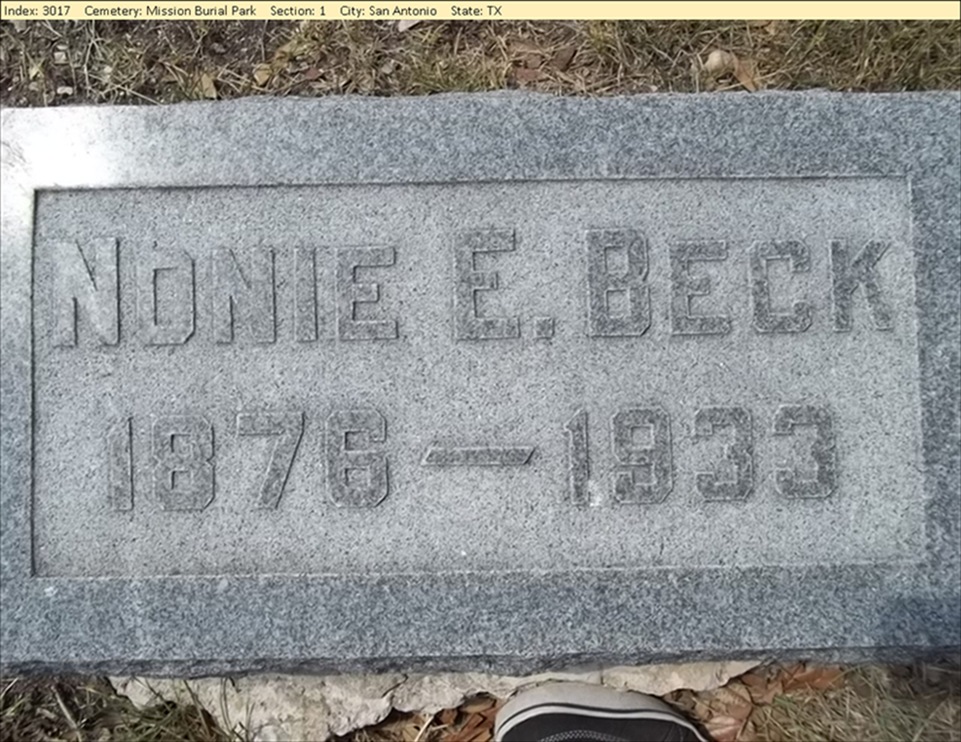 Index: 3017 Cemetery: Mission Burial Park Section: 1 City: San Antonio State: TX
NONIE E. BECK
1876 — 1933